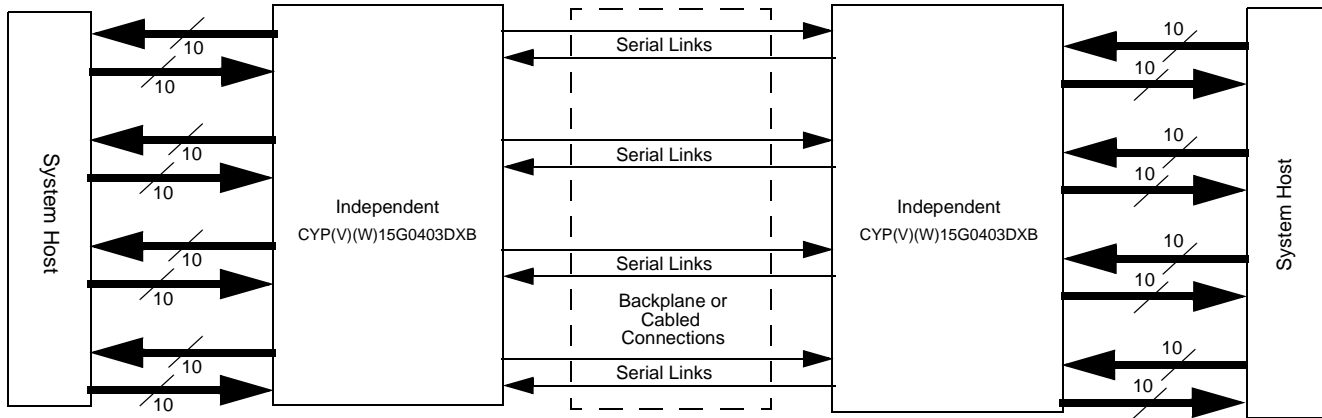 10
10
10
10
10
10
10
10
System Host
Independent
CYP(V)(W)15G0403DXB
Serial Links
Serial Links
Serial Links
Backplane or
Cabled
Connections
Serial Links
Independent
CYP(V)(W)15G0403DXB
10
10
10
10
10
10
10
10
System Host